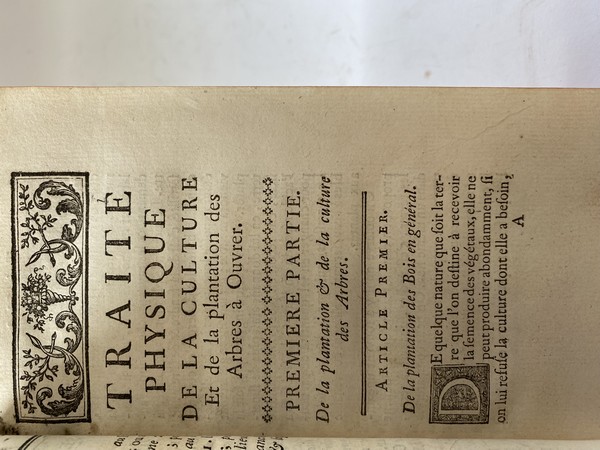 TRAITÉ
PHYSIQUE
DE LA CULTURE
Et de la plantation des
Arbres à Ouvrer.
PREMIERE PARTIE.
De la plantation & de la culture
des Arbres.
ARTICLE PREMIER.
De la plantation des Bois en général.
DE quelque nature que ſoit la ter-
re que l'on deſtine à recevoir
la ſemence des végétaux, elle ne
peut produire abondamment, ſi
on lui refuſe la culture dont elle a beſoin;
A